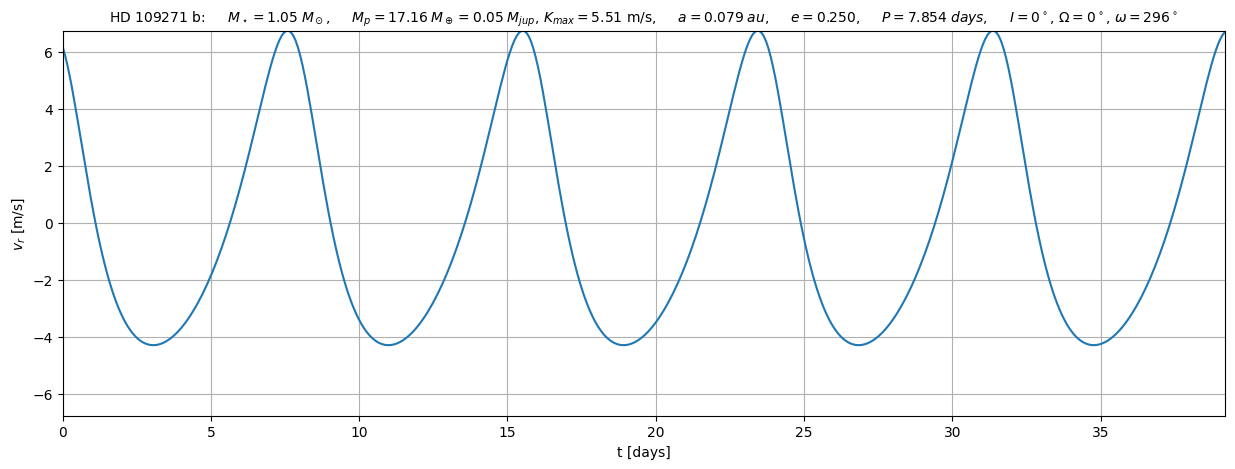 HD 109271 b: M⋆ = 1.05 M⊙, Mp = 17.16 M⊕ = 0.05 Mjup, Kmax = 5.51 m/s, a = 0.079 au, e = 0.250, P = 7.854 days, I = 0°, Ω = 0°, ω = 296°
6
4
2
0
−2
−4
−6
vr [m/s]
0 5 10 15 20 25 30 35
t [days]